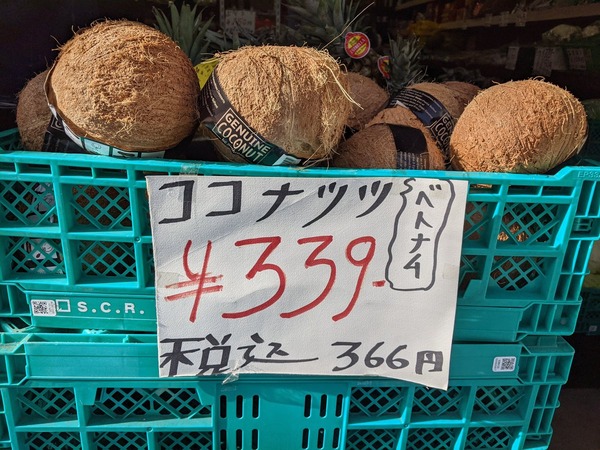 GENUINE
COCONUT
ココナッツ
ベトナム
¥339-
税込 366円
S.C.R.